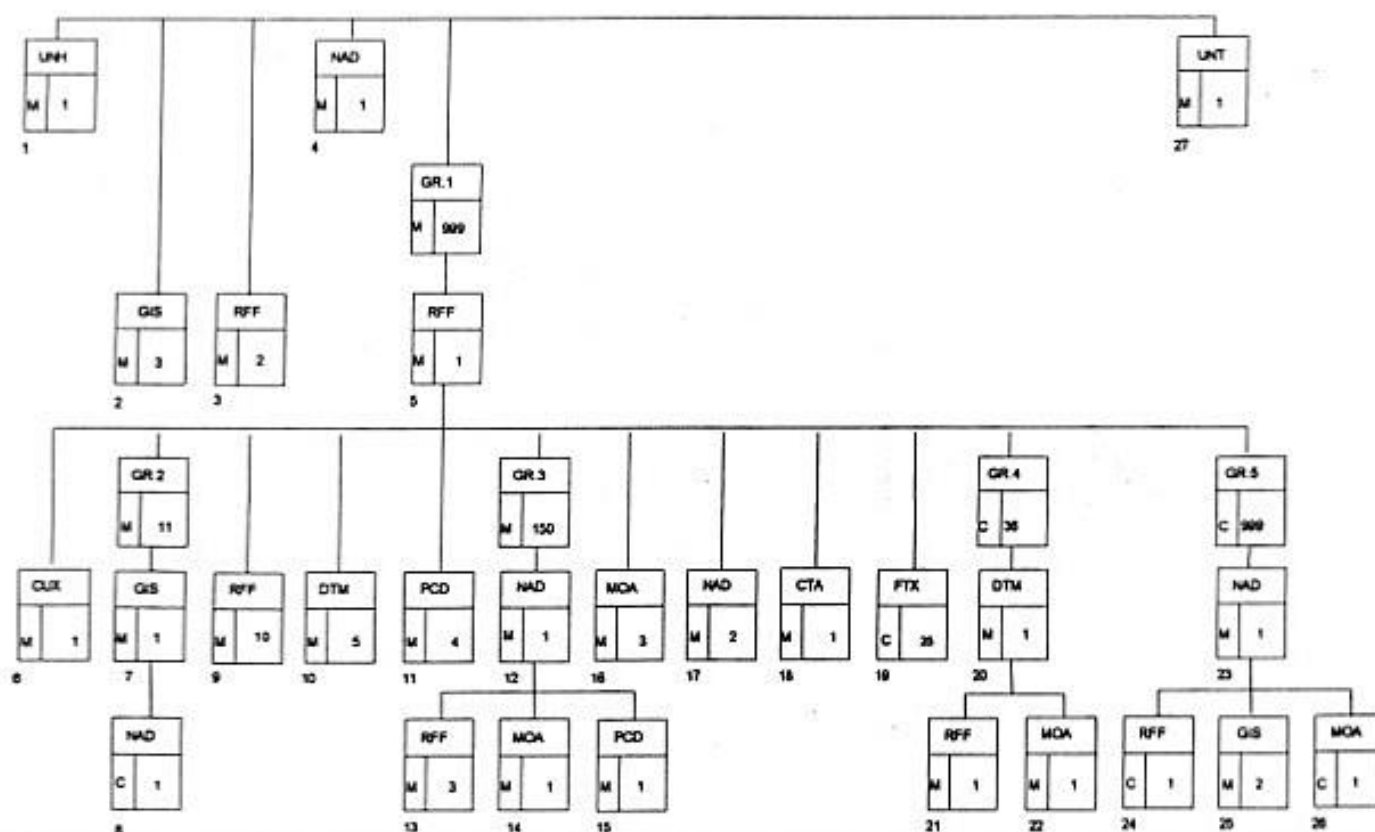 UNH NAD UNT
M 1 M 1 M 1
1 4 27
GR.1
M 999
GIS RFF RFF
M 3 M 2 M 1
2 3 5
GR.2 GR.3 GR.4 GR.5
M 11 M 150 C 36 C 999
CUX GIS RFF DTM PCD NAD MOA NAD CTA FTX DTM NAD
M 1 M 1 M 10 M 5 M 4 M 1 M 3 M 2 M 1 C 35 M 1 M 1
6 7 9 10 11 12 16 17 18 19 20 23
NAD RFF MOA PCD RFF MOA RFF GIS MOA
C 1 M 3 M 1 M 1 M 1 M 1 C 1 M 2 C 1
8 13 14 15 21 22 24 25 26